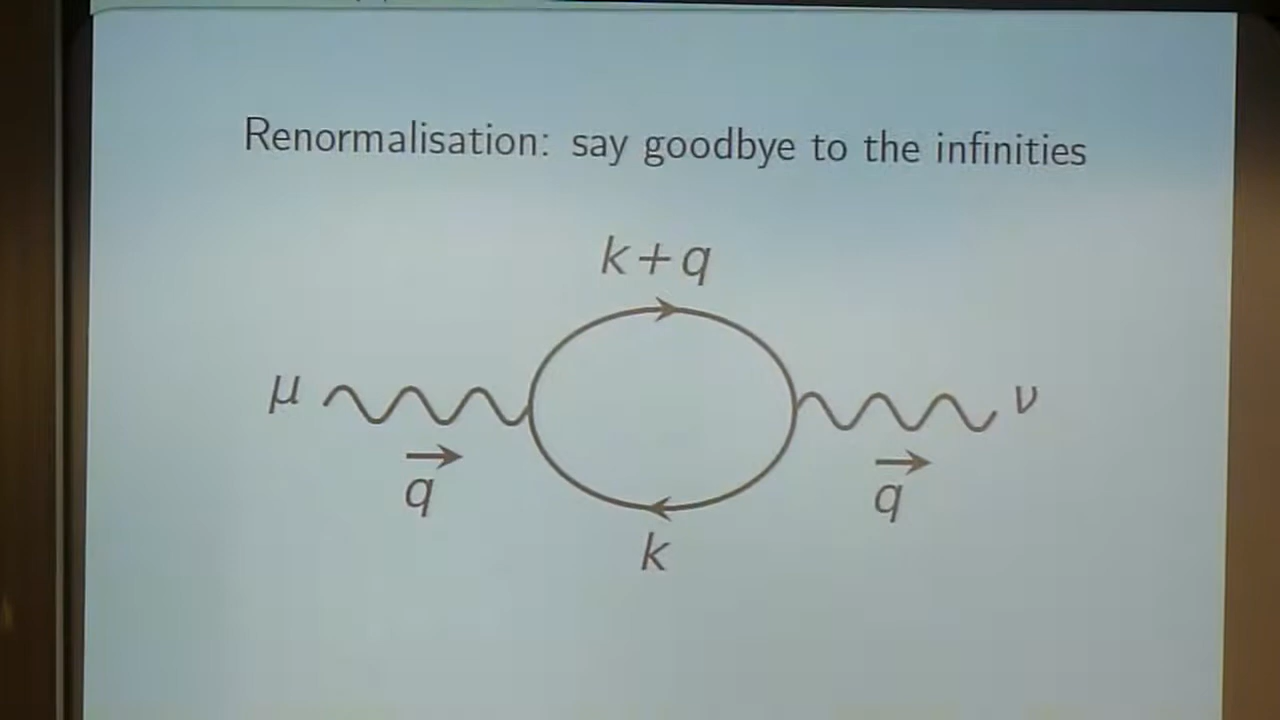 Renormalisation: say goodbye to the infinities
k+q
μ
ν
q
q
k